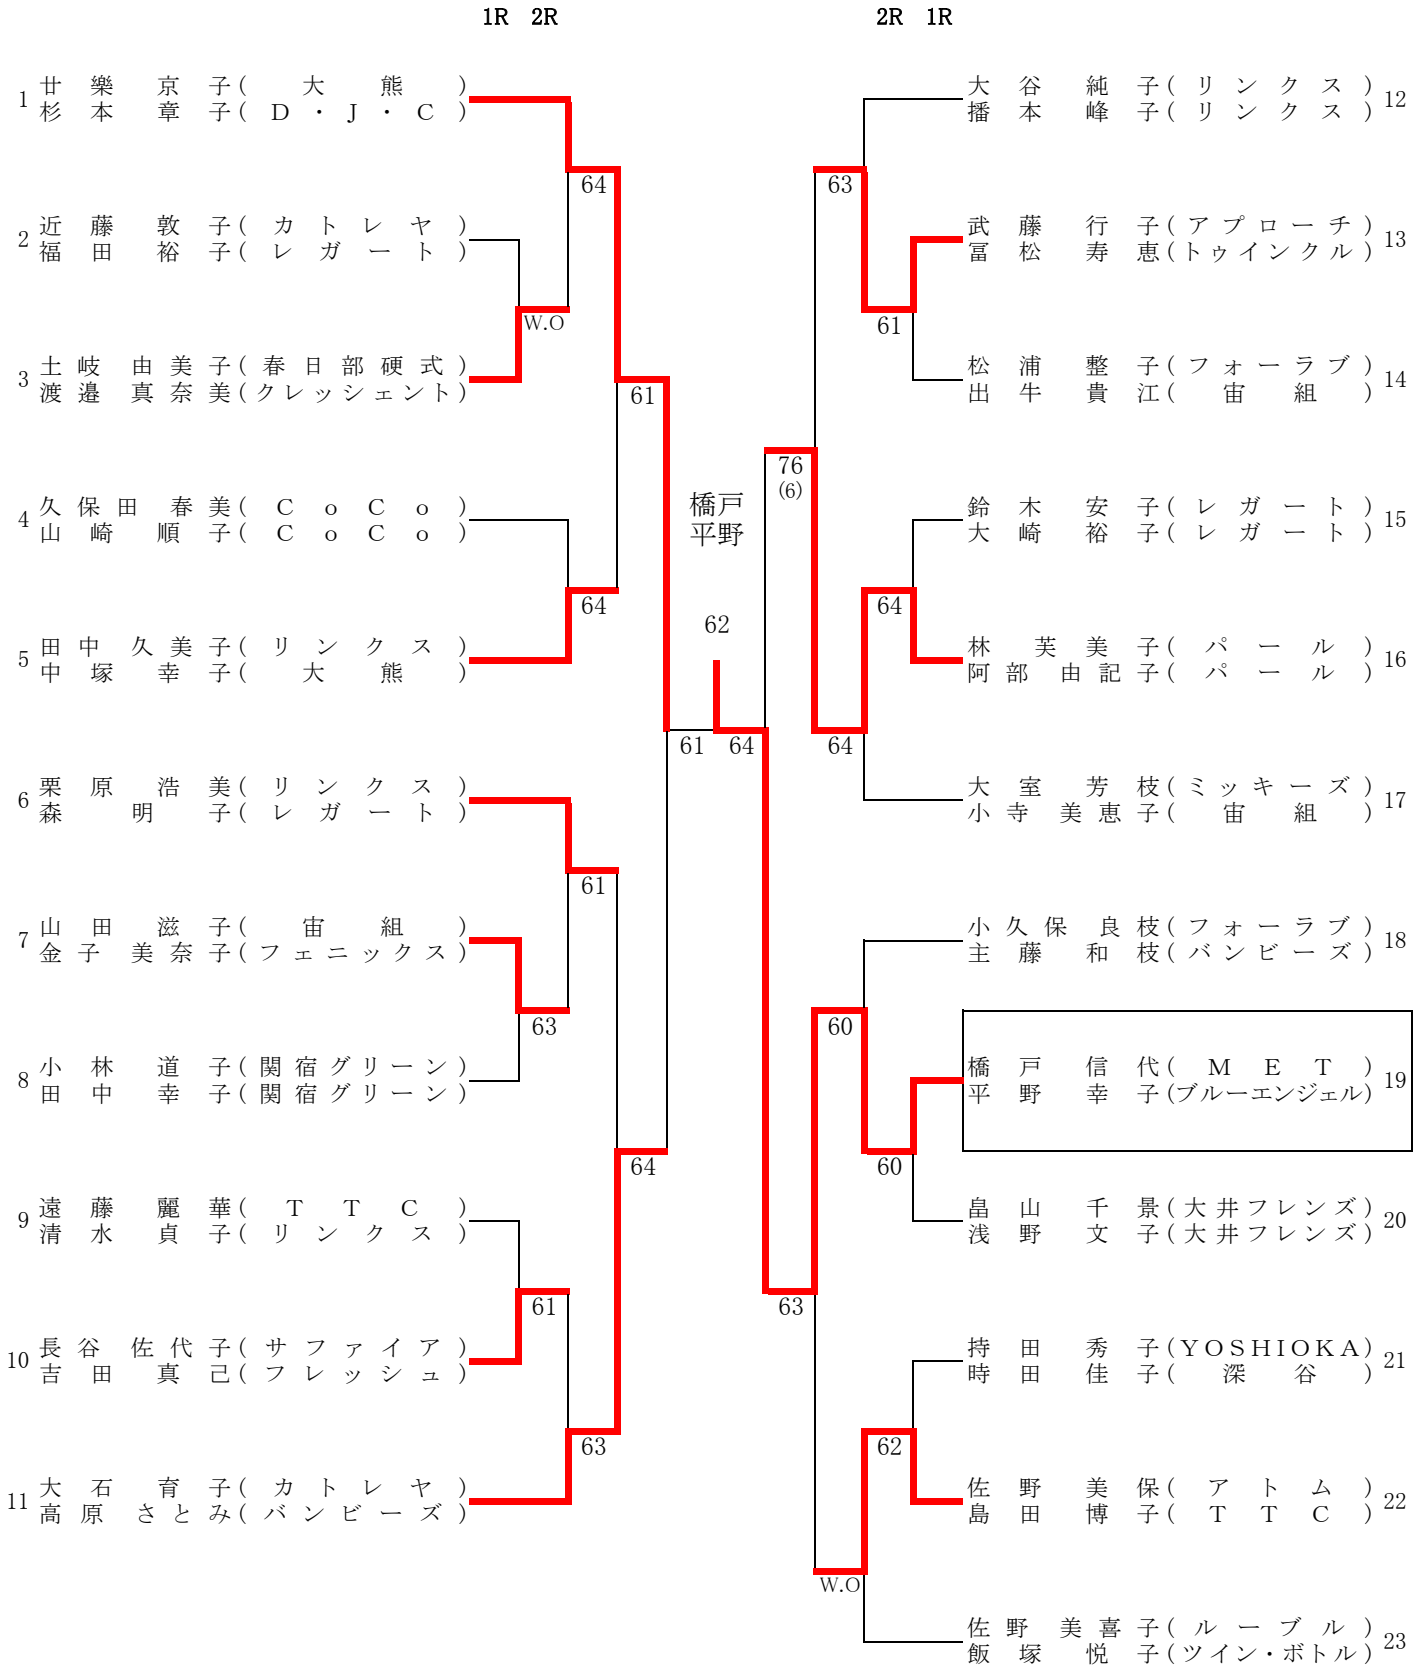 1R 2R
2R 1R
1 廿樂京子(大熊)
杉本章子(D・J・C)
64
2 近藤敦子(カトレヤ)
福田裕子(レガート)
W.O
3 土岐由美子(春日部硬式)
渡邉真奈美(クレッシェント)
61
4 久保田春美(CoCo)
山崎順子(CoCo)
64
5 田中久美子(リンクス)
中塚幸子(大熊)
61
6 栗原浩美(リンクス)
森明子(レガート)
61
7 山田滋子(宙組)
金子美奈子(フェニックス)
63
8 小林道子(関宿グリーン)
田中幸子(関宿グリーン)
64
9 遠藤麗華(TTC)
清水貞子(リンクス)
61
10 長谷佐代子(サファイア)
吉田真己(フレッシュ)
63
11 大石育子(カトレヤ)
高原さとみ(バンビーズ)
橋戸
平野
62
64
大谷純子(リンクス) 12
播本峰子(リンクス)
63
武藤行子(アプローチ) 13
冨松寿恵(トゥインクル)
61
松浦整子(フォーラブ) 14
出牛貴江(宙組)
76
(6)
鈴木安子(レガート) 15
大崎裕子(レガート)
64
林芙美子(パール) 16
阿部由記子(パール)
64
大室芳枝(ミッキーズ) 17
小寺美恵子(宙組)
小久保良枝(フォーラブ) 18
主藤和枝(バンビーズ)
60
橋戸信代(MET) 19
平野幸子(ブルーエンジェル)
60
畠山千景(大井フレンズ) 20
浅野文子(大井フレンズ)
63
持田秀子(YOSHIOKA) 21
時田佳子(深谷)
62
佐野美保(アトム) 22
島田博子(TTC)
W.O
佐野美喜子(ルーブル) 23
飯塚悦子(ツイン・ボトル)